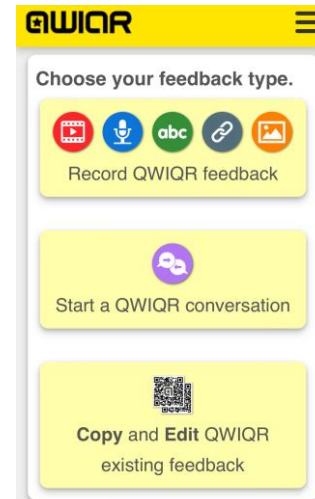 QWIQR
Choose your feedback type.
abc
Record QWIQR feedback
Start a QWIQR conversation
Copy and Edit QWIQR
existing feedback